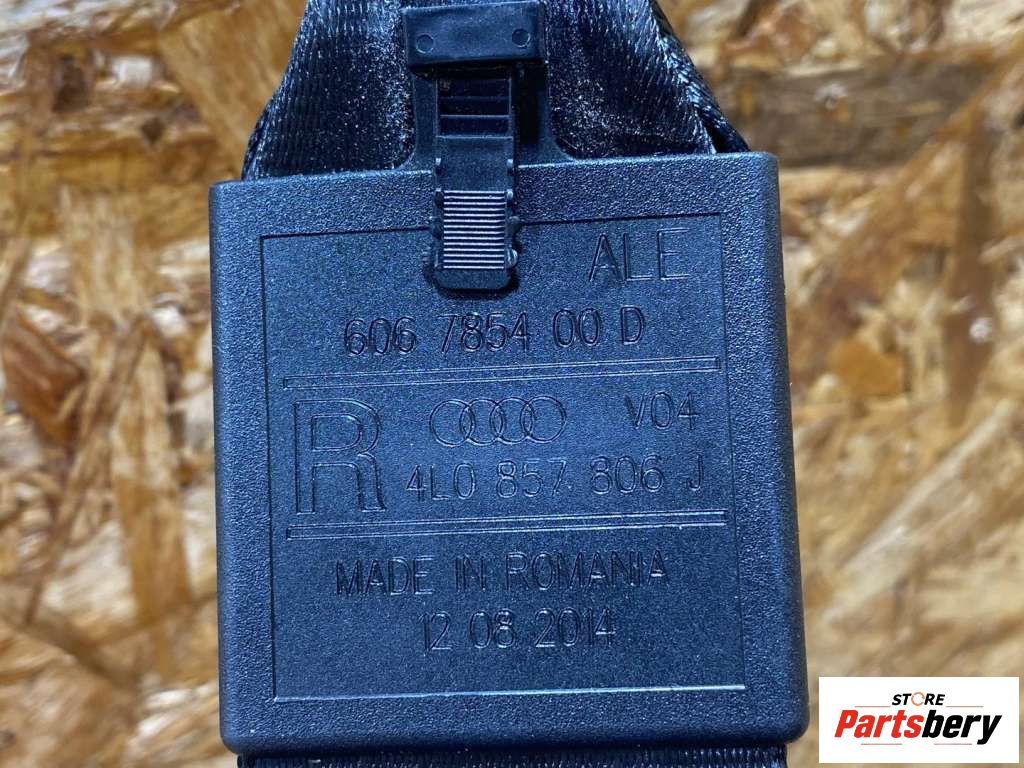 ALE
606 7854 00 D
R V04
4L0 857 806 J
MADE IN ROMANIA
12 08 2014
STORE
Partsbery